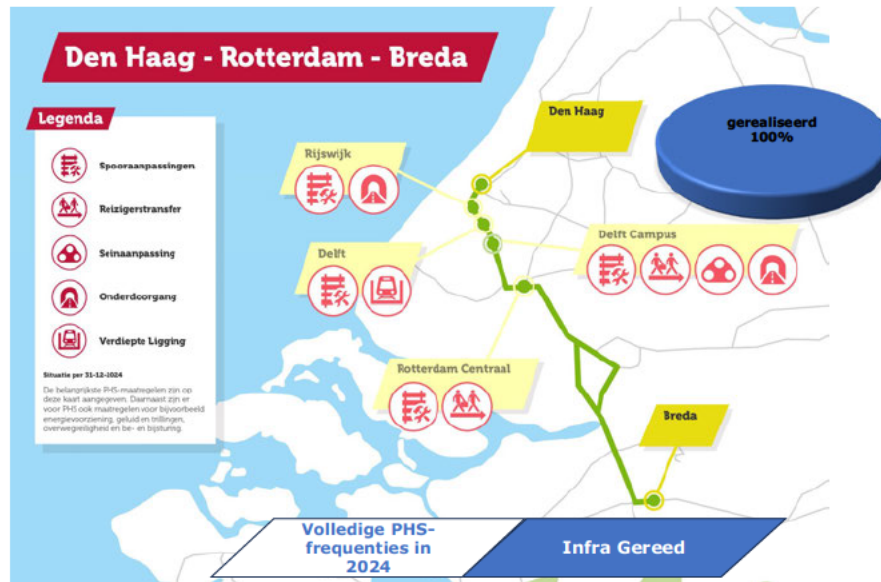 Den Haag - Rotterdam - Breda
Legenda
Spooraanpassingen
Reizigerstransfer
Seinaanpassing
Onderdoorgang
Verdiepte Ligging
Situatie per 31-12-2024
De belangrijkste PHS-maatregelen zijn op
deze kaart aangegeven. Daarnaast zijn er
voor PHS ook maatregelen voor bijvoorbeeld
energievoorziening, geluid en trillingen,
overwegveiligheid en be- en bijsturing.
Den Haag
gerealiseerd
100%
Rijswijk
Delft
Delft Campus
Rotterdam Centraal
Breda
Volledige PHS-
frequenties in
2024
Infra Gereed